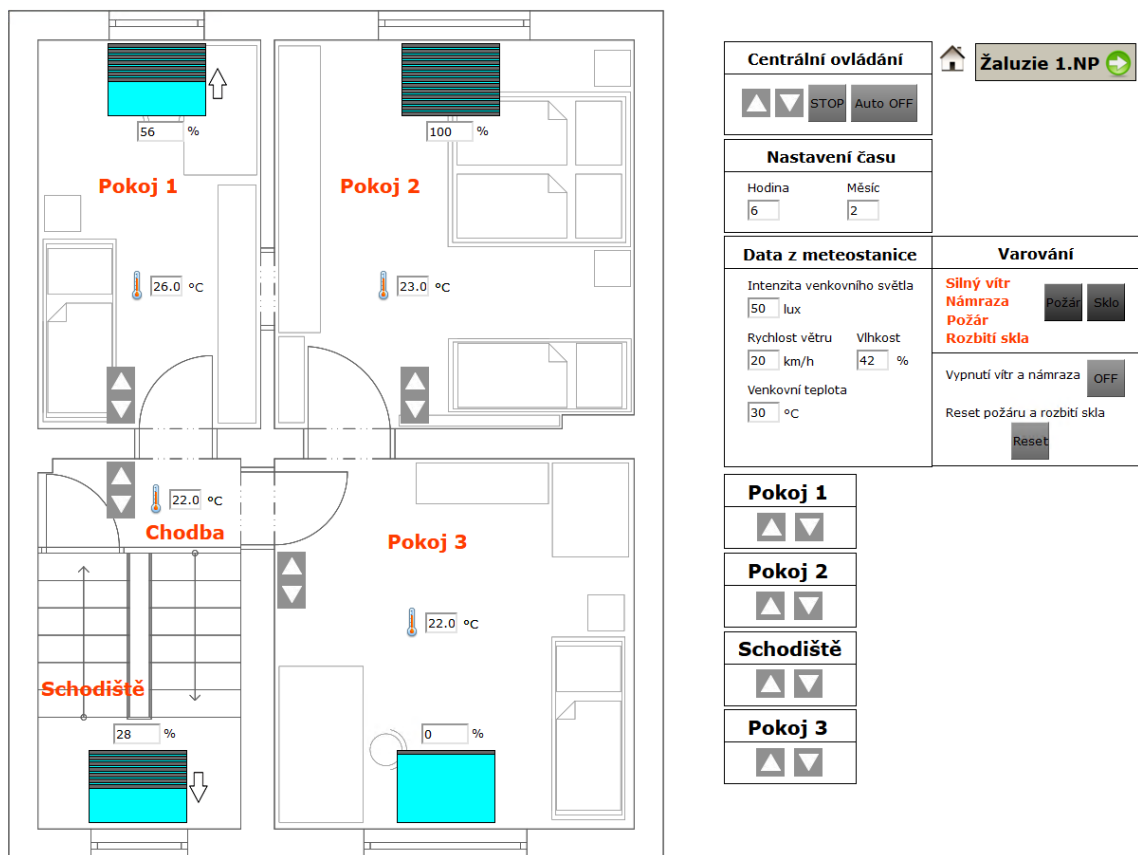 56 %
100 %
Pokoj 1
Pokoj 2
26.0 °C
23.0 °C
22.0 °C
Chodba
Pokoj 3
22.0 °C
Schodiště
28 %
0 %
Centrální ovládání
STOP Auto OFF
Žaluzie 1.NP
Nastavení času
Hodina Měsíc
6 2
Data z meteostanice
Intenzita venkovního světla
50 lux
Rychlost větru Vlhkost
20 km/h 42 %
Venkovní teplota
30 °C
Varování
Silný vítr
Námraza
Požár
Rozbití skla
Požár Sklo
Vypnutí vítr a námraza OFF
Reset požáru a rozbití skla
Reset
Pokoj 1
Pokoj 2
Schodiště
Pokoj 3